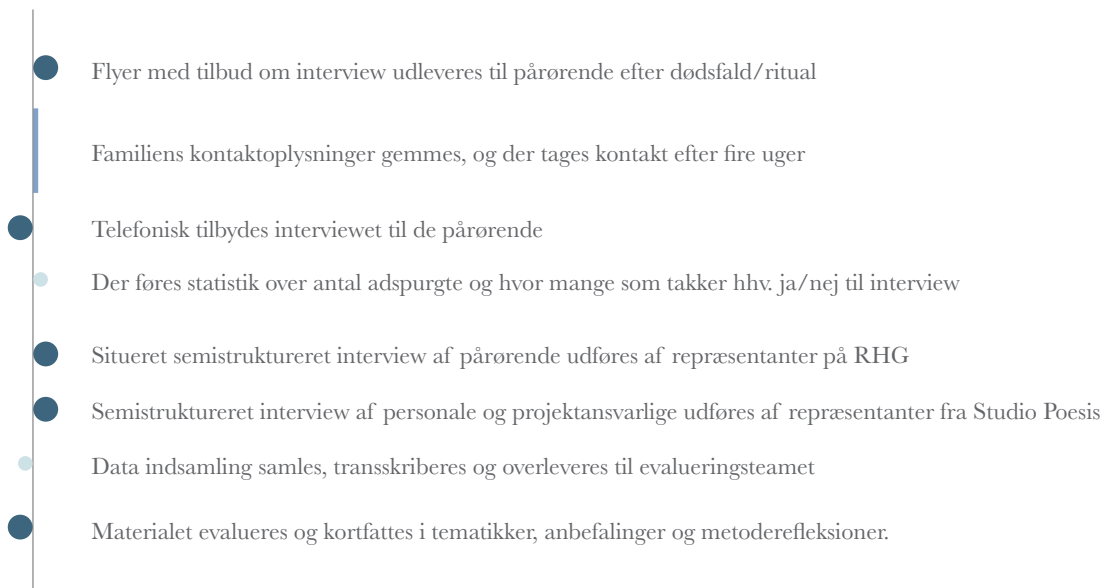 Flyer med tilbud om interview udleveres til pårørende efter dødsfald/ritual
Familiens kontaktoplysninger gemmes, og der tages kontakt efter fire uger
Telefonisk tilbydes interviewet til de pårørende
Der føres statistik over antal adspurgte og hvor mange som takker hhv. ja/nej til interview
Situeret semistruktureret interview af pårørende udføres af repræsentanter på RHG
Semistruktureret interview af personale og projektansvarlige udføres af repræsentanter fra Studio Poesis
Data indsamling samles, transskriberes og overleveres til evalueringsteamet
Materialet evalueres og kortfattes i tematikker, anbefalinger og metoderefleksioner.